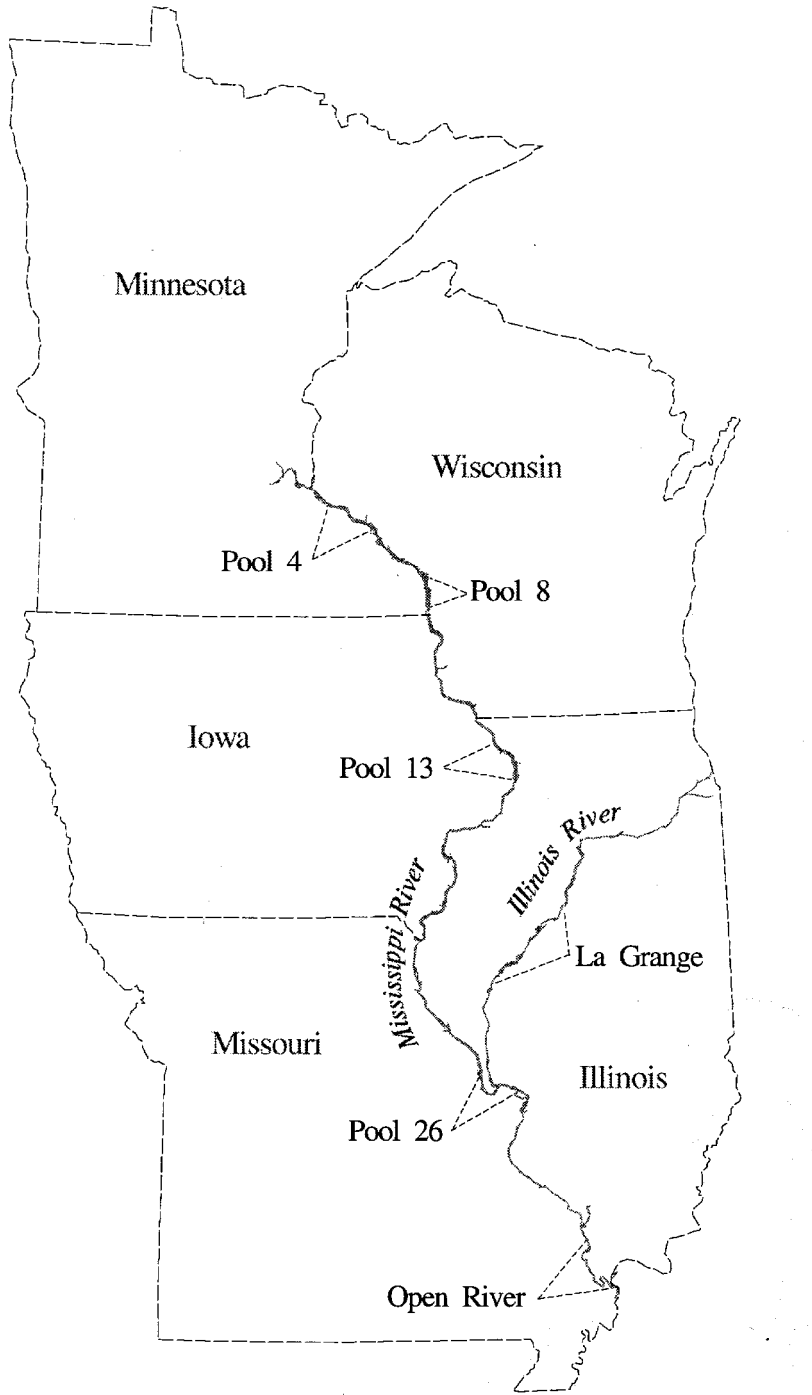 Minnesota
Wisconsin
Pool 4
Pool 8
Iowa
Pool 13
Illinois River
Mississippi River
La Grange
Missouri
Illinois
Pool 26
Open River